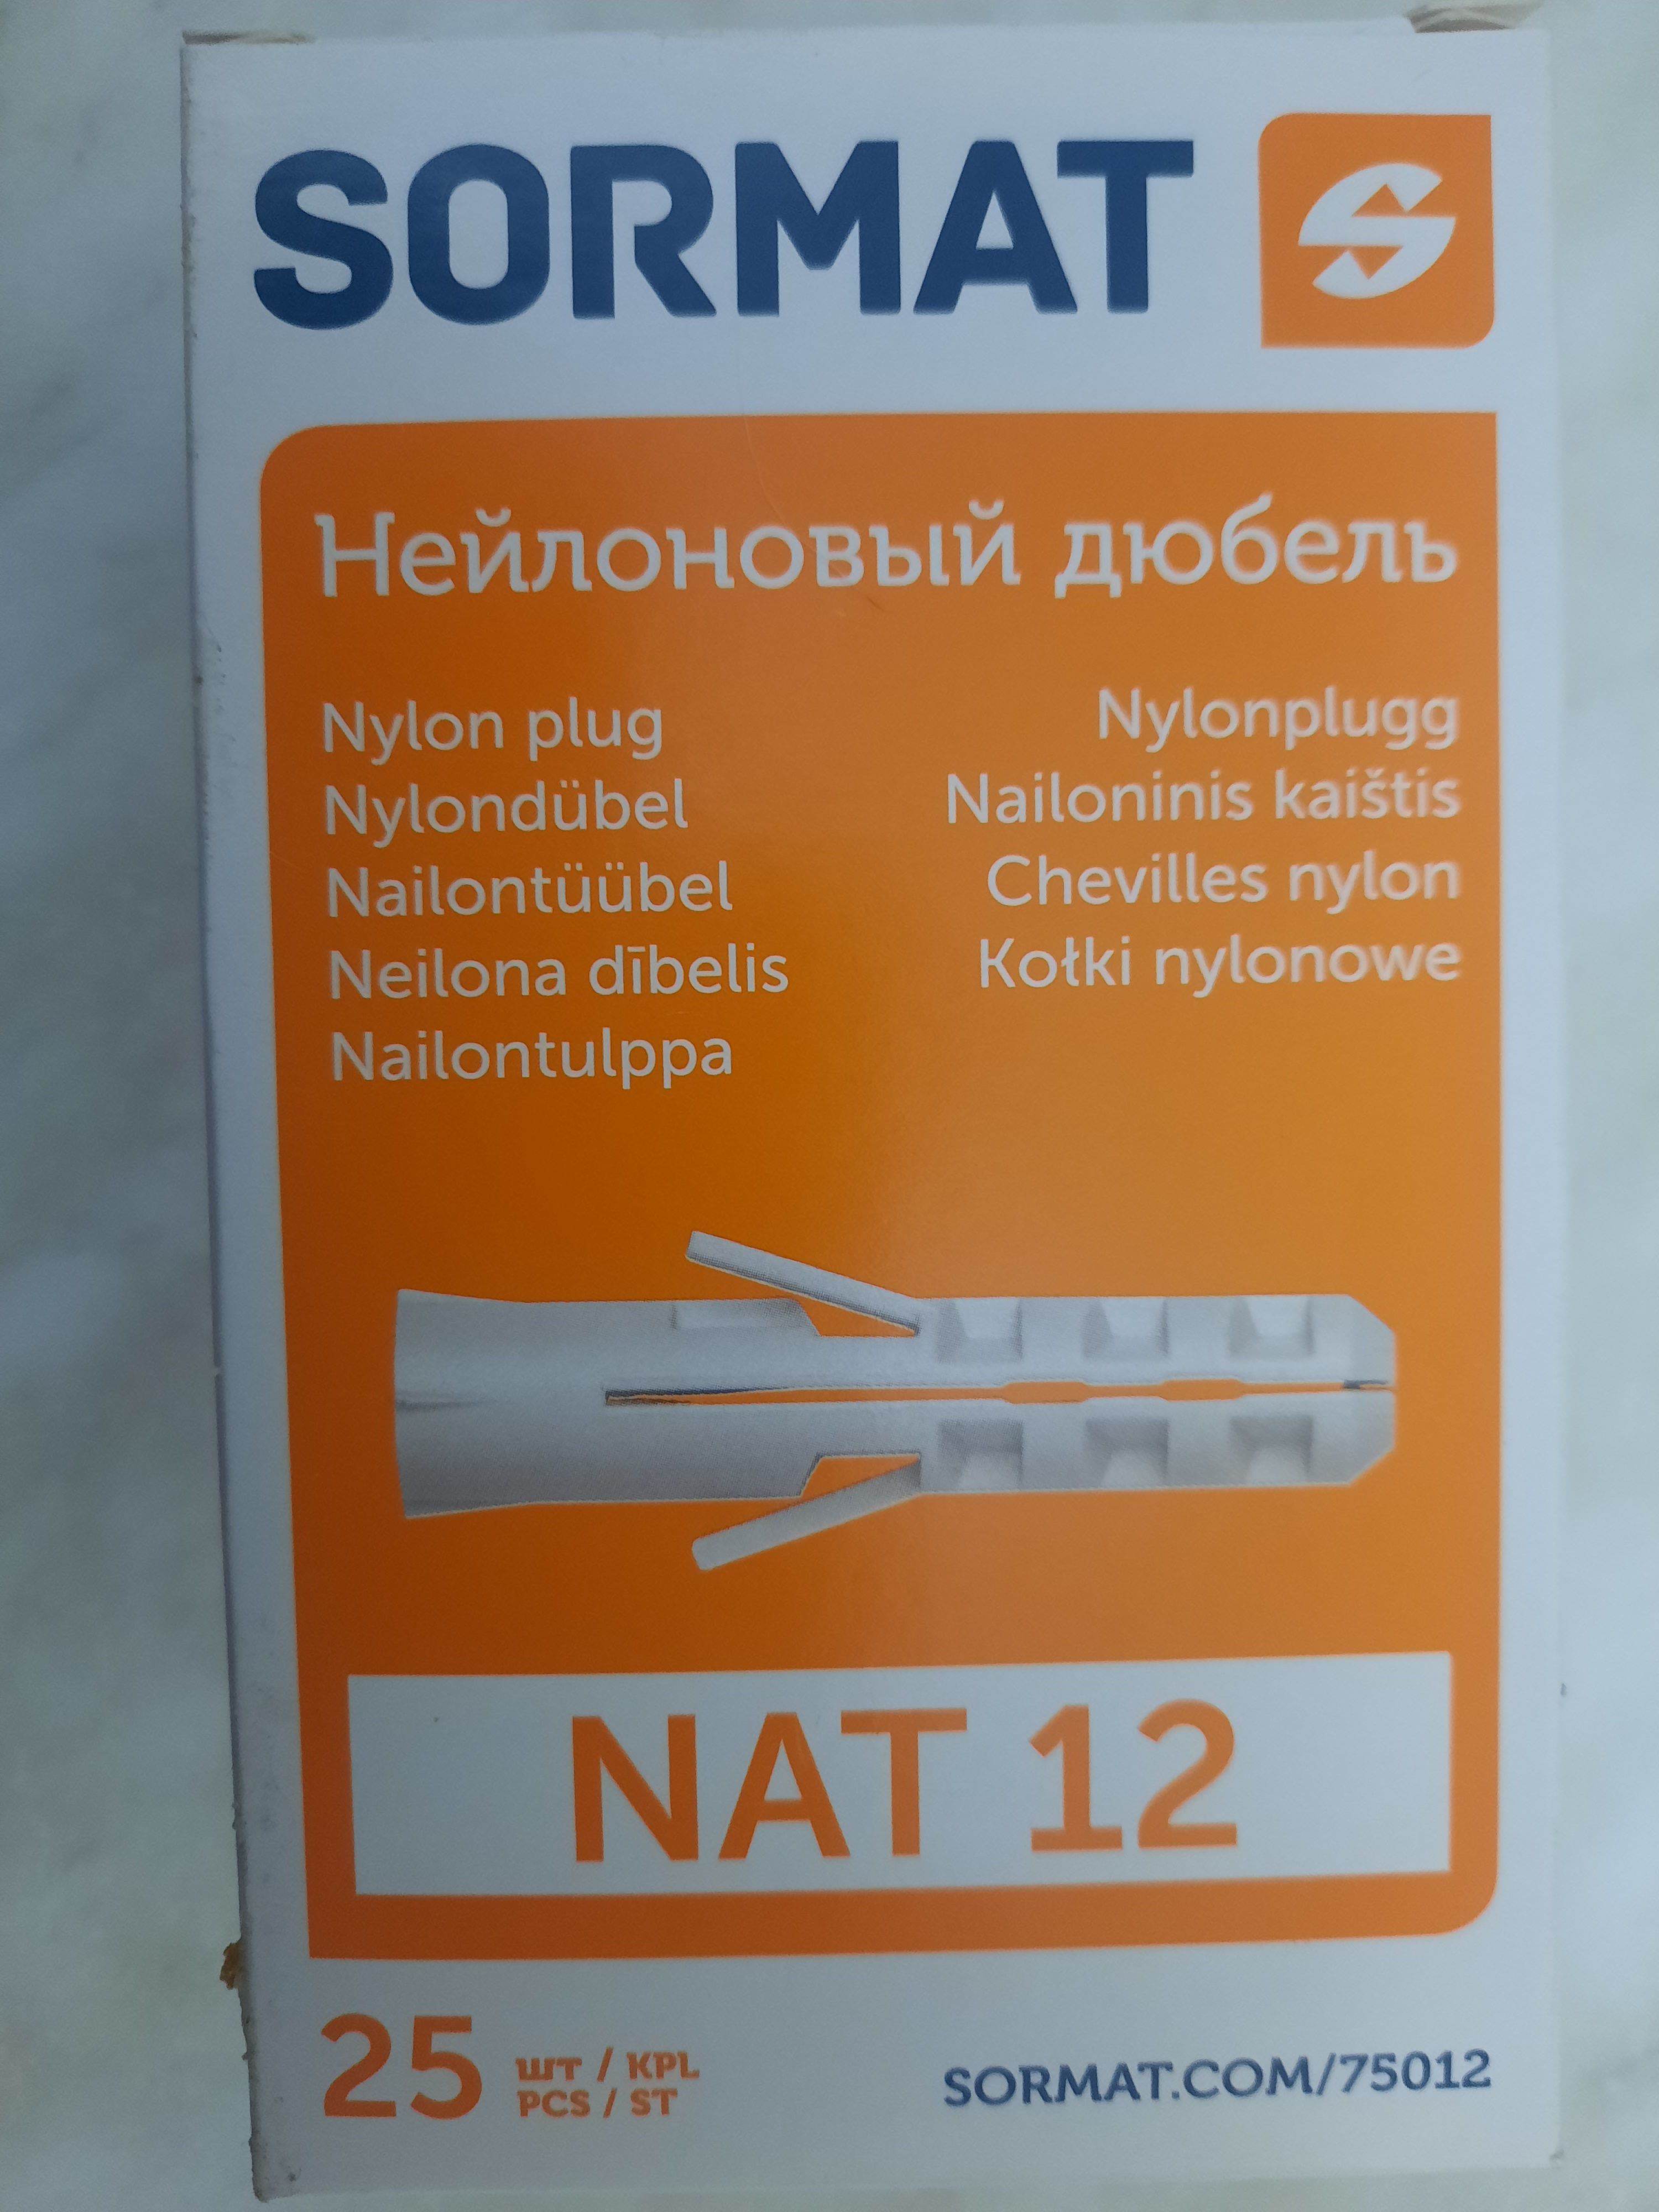 SORMAT
Нейлоновый дюбель
Nylon plug
Nylondübel
Nailontüübel
Neilona dībelis
Nailontulppa
Nylonplugg
Nailoninis kaištis
Chevilles nylon
Kołki nylonowe
NAT 12
25 шт / KPL
PCS / ST
SORMAT.COM/75012